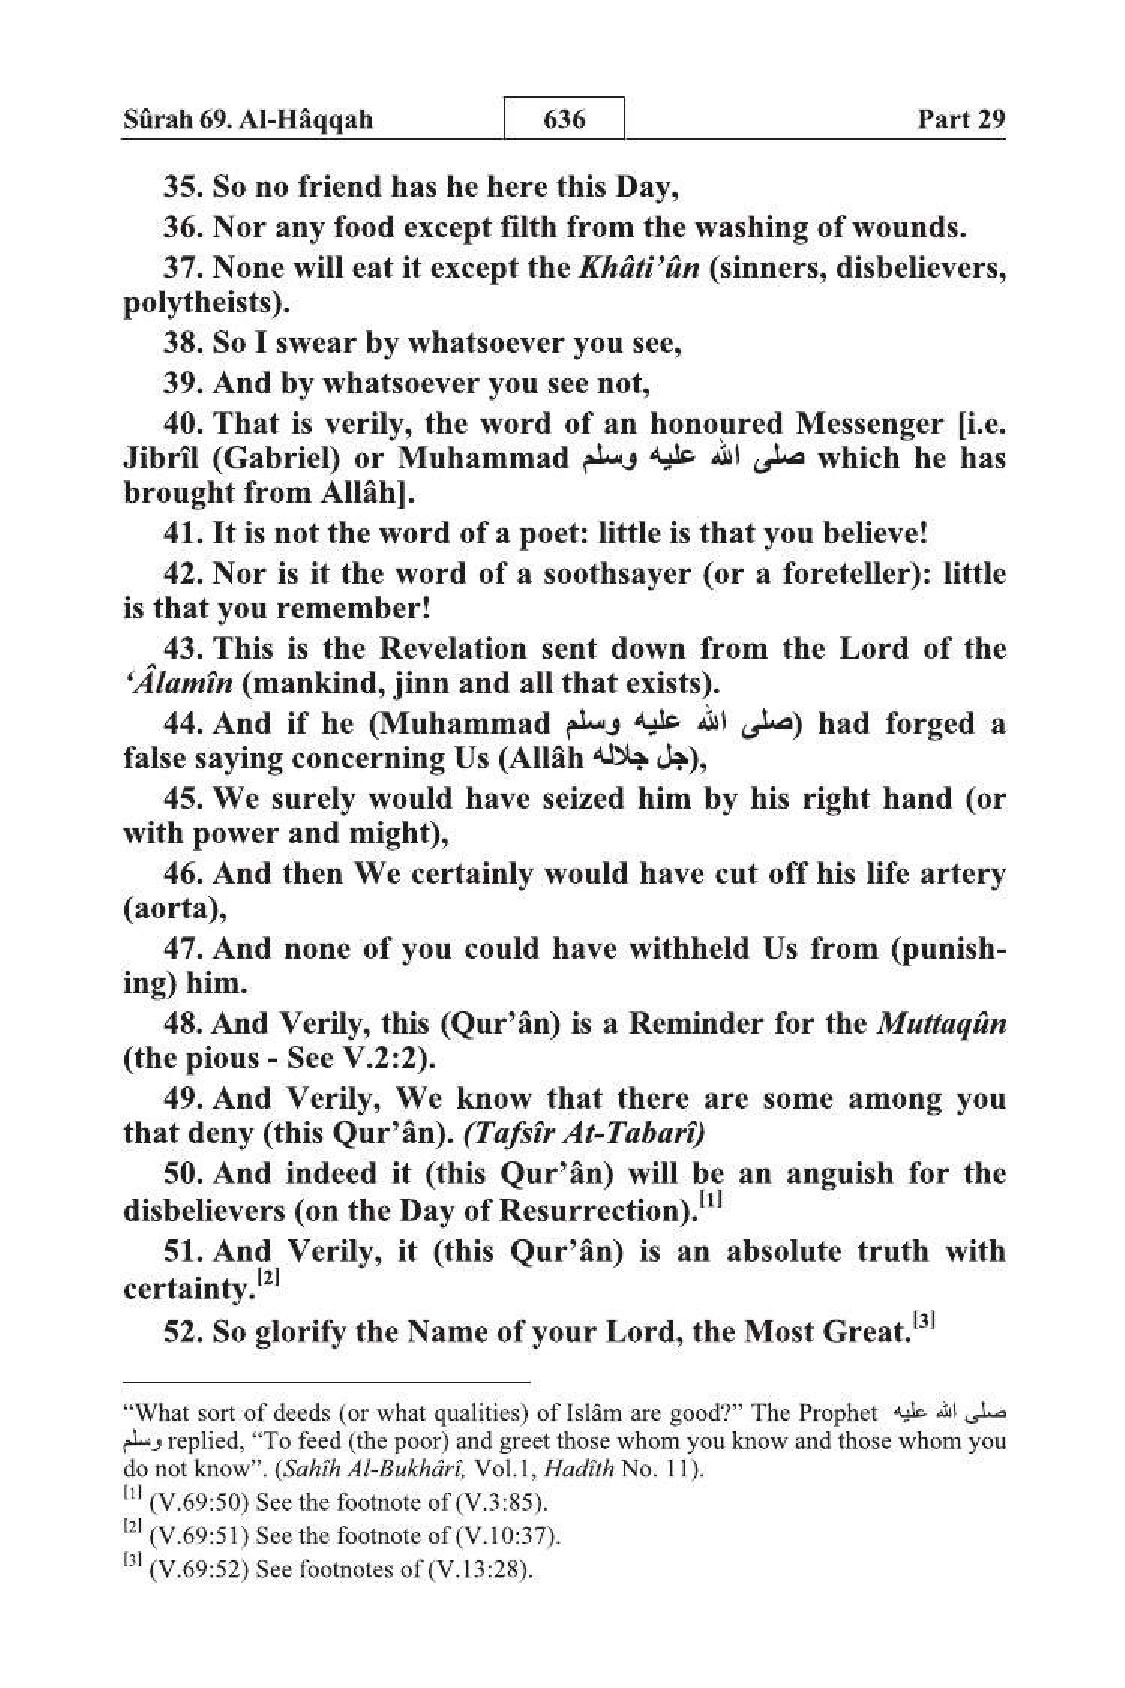 Sûrah 69. Al-Hâqqah 636 Part 29
35. So no friend has he here this Day,
36. Nor any food except filth from the washing of wounds.
37. None will eat it except the Khâti’ûn (sinners, disbelievers,
polytheists).
38. So I swear by whatsoever you see,
39. And by whatsoever you see not,
40. That is verily, the word of an honoured Messenger [i.e.
Jibrîl (Gabriel) or Muhammad صلى الله عليه وسلم which he has
brought from Allâh].
41. It is not the word of a poet: little is that you believe!
42. Nor is it the word of a soothsayer (or a foreteller): little
is that you remember!
43. This is the Revelation sent down from the Lord of the
‘Âlamîn (mankind, jinn and all that exists).
44. And if he (Muhammad صلى الله عليه وسلم) had forged a
false saying concerning Us (Allâh جل جلاله),
45. We surely would have seized him by his right hand (or
with power and might),
46. And then We certainly would have cut off his life artery
(aorta),
47. And none of you could have withheld Us from (punish-
ing) him.
48. And Verily, this (Qur’ân) is a Reminder for the Muttaqûn
(the pious - See V.2:2).
49. And Verily, We know that there are some among you
that deny (this Qur’ân). (Tafsîr At-Tabarî)
50. And indeed it (this Qur’ân) will be an anguish for the
disbelievers (on the Day of Resurrection).[1]
51. And Verily, it (this Qur’ân) is an absolute truth with
certainty.[2]
52. So glorify the Name of your Lord, the Most Great.[3]
“What sort of deeds (or what qualities) of Islâm are good?” The Prophet صلى الله عليه
وسلم replied, “To feed (the poor) and greet those whom you know and those whom you
do not know”. (Sahîh Al-Bukhârî, Vol.1, Hadîth No. 11).
[1] (V.69:50) See the footnote of (V.3:85).
[2] (V.69:51) See the footnote of (V.10:37).
[3] (V.69:52) See footnotes of (V.13:28).